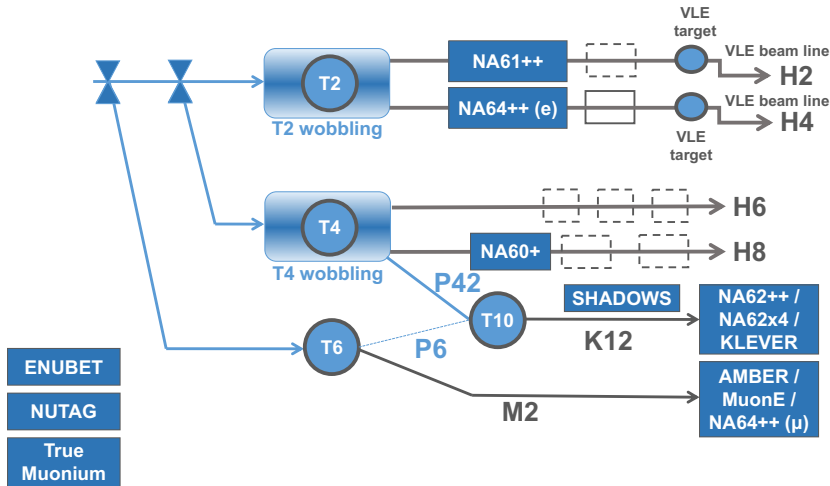 VLE
target
VLE beam line
T2
NA61++
H2
VLE beam line
NA64++ (e)
H4
T2 wobbling
VLE
target
H6
T4
NA60+
H8
T4 wobbling
P42
SHADOWS
NA62++ /
NA62x4 /
KLEVER
T10
K12
T6
P6
ENUBET
AMBER /
MuonE /
NA64++ (μ)
M2
NUTAG
True
Muonium